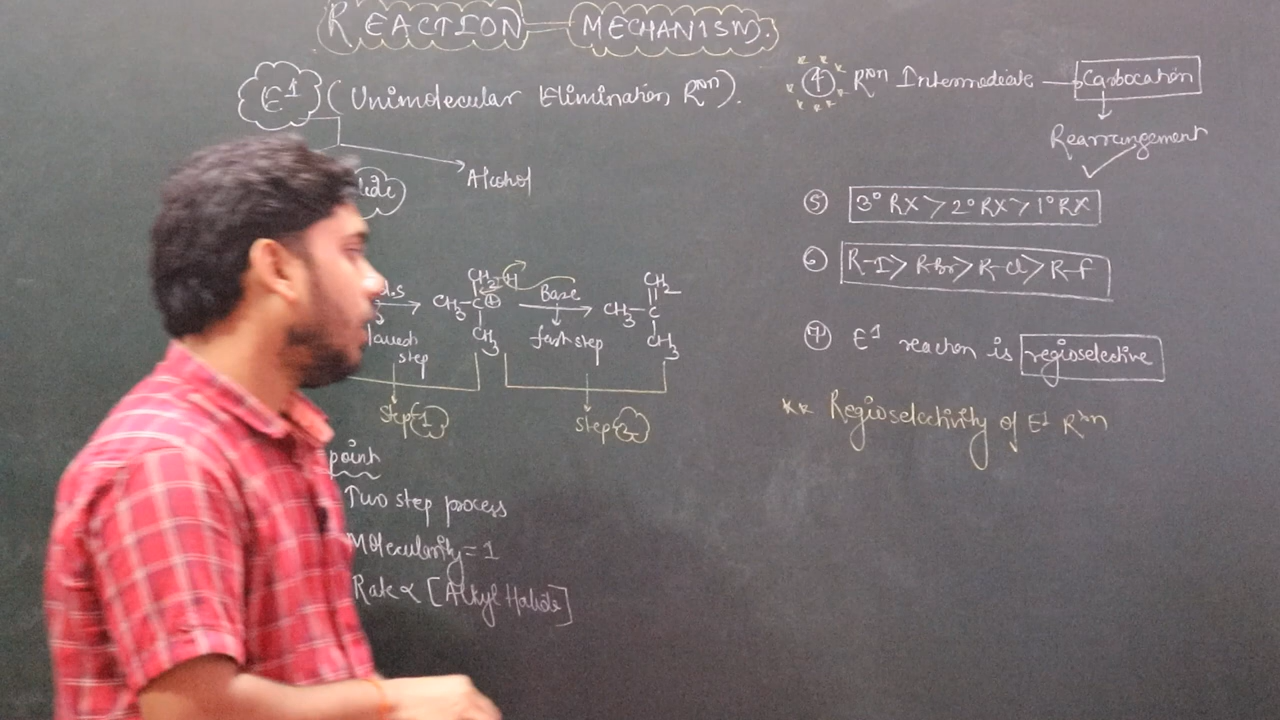 REACTION MECHANISM.
E1 (Unimolecular Elimination Rxn).
Alcohol
CH2-H
CH3-C⊕
CH3
Base
fast step
CH2
CH3-C
CH3
step
Step-1
Step-2
point
Two step process
Molecularity = 1
Rate ∝ [Alkyl Halide]
④ Rxn Intermediate → Carbocation
Rearrangement
⑤ 3° RX > 2° RX > 1° RX
⑥ R-I > R-Br > R-Cl > R-F
⑦ E1 reaction is regioselective
** Regioselectivity of E1 Rxn